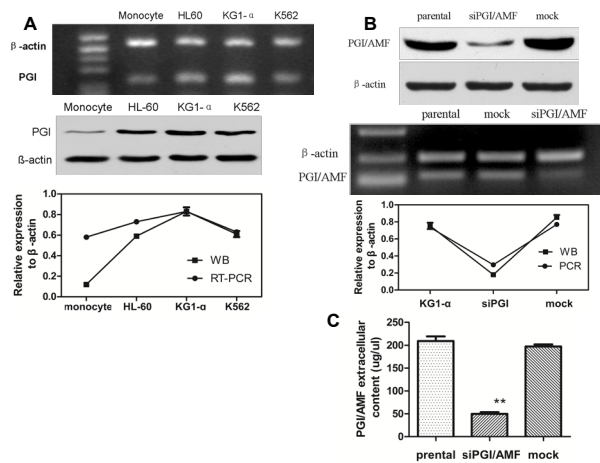 A
Monocyte HL60 KG1-α K562
β-actin
PGI
Monocyte HL-60 KG1-α K562
PGI
ß-actin
Relative expression
to β-actin
1.0
0.8
0.6
0.4
0.2
0.0
WB
RT-PCR
monocyte HL-60 KG1-α K562
B
parental siPGI/AMF mock
PGI/AMF
β-actin
parental mock siPGI/AMF
β-actin
PGI/AMF
Relative expression
to β-actin
1.0
0.8
0.6
0.4
0.2
0.0
WB
PCR
KG1-α siPGI mock
C
PGI/AMF extracellular
content (ug/ul)
250
200
150
100
50
0
**
prental siPGI/AMF mock